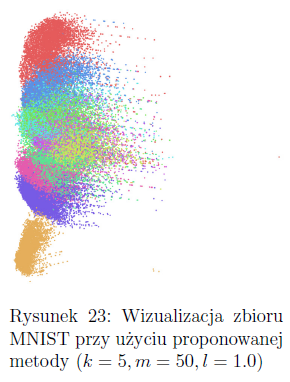 Rysunek 23: Wizualizacja zbioru
MNIST przy użyciu proponowanej
metody (k = 5, m = 50, l = 1.0)